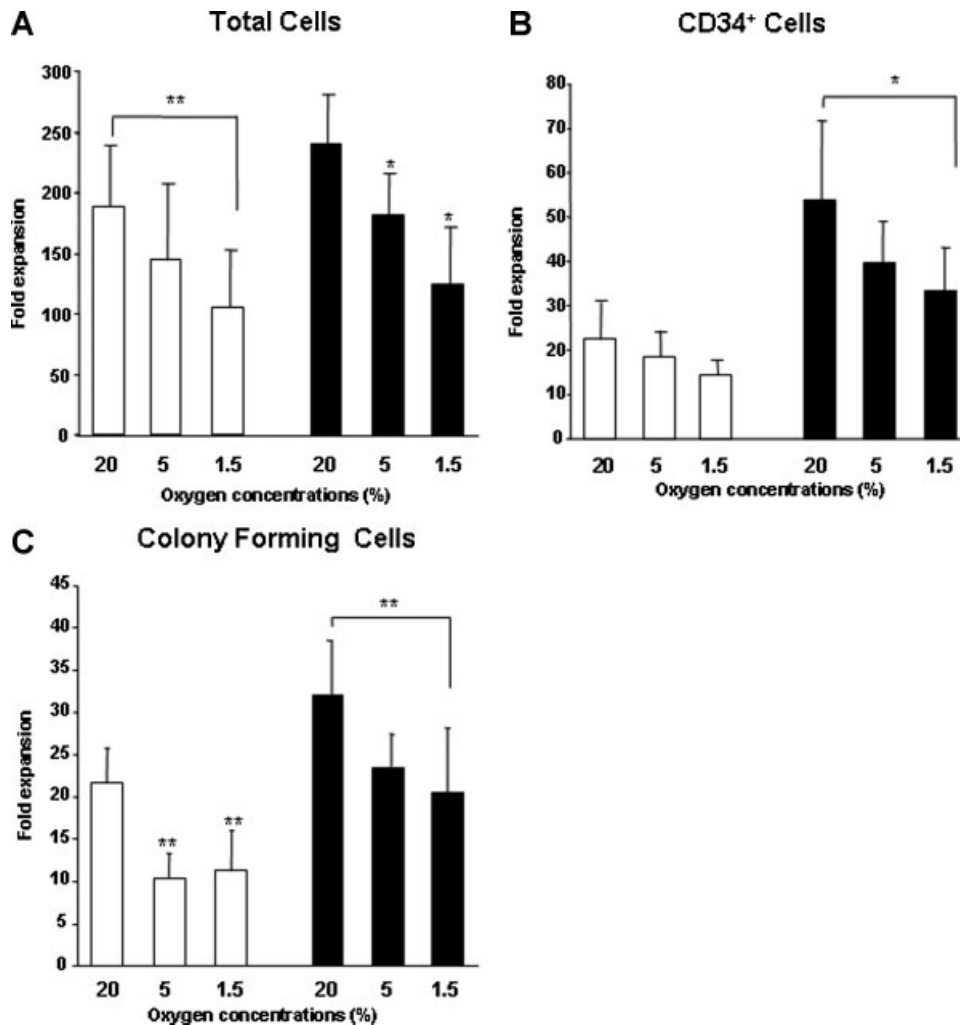 A Total Cells
Fold expansion
300
250
200
150
100
50
0
**
*
*
20 5 1.5 20 5 1.5
Oxygen concentrations (%)
B CD34⁺ Cells
Fold expansion
80
70
60
50
40
30
20
10
0
*
20 5 1.5 20 5 1.5
Oxygen concentrations (%)
C Colony Forming Cells
Fold expansion
45
40
35
30
25
20
15
10
5
0
**
**
**
20 5 1.5 20 5 1.5
Oxygen concentrations (%)